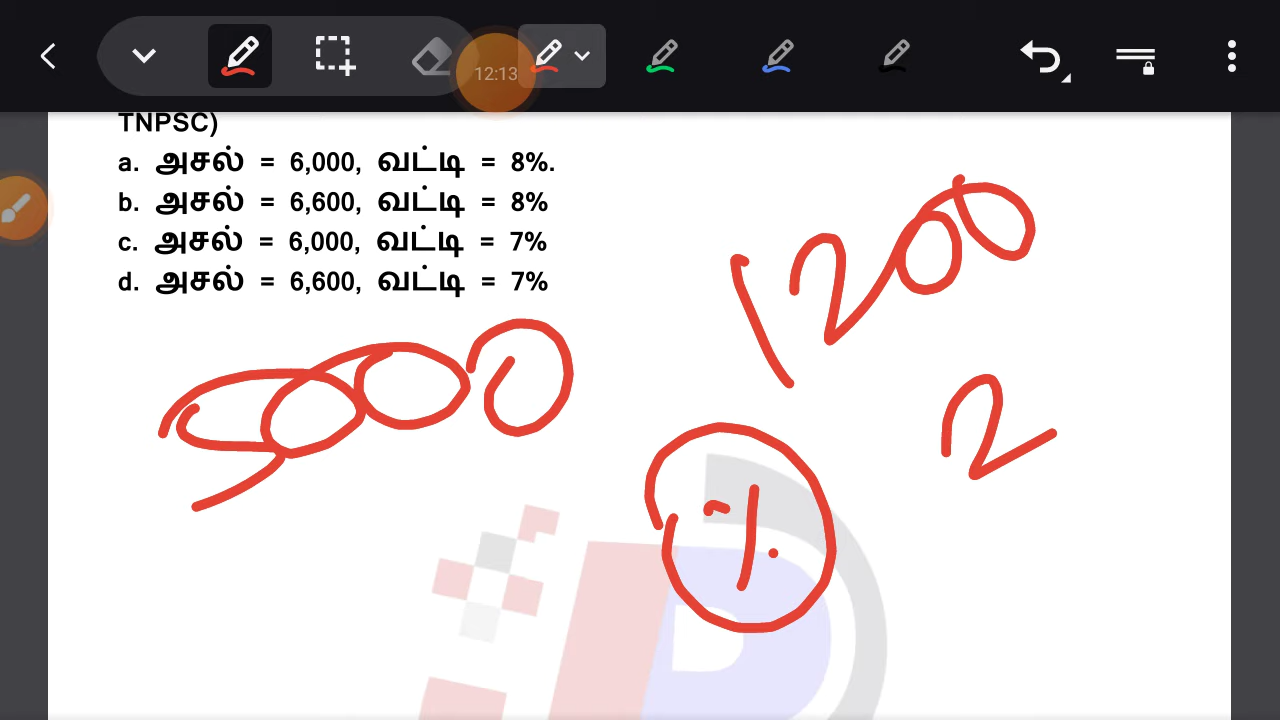 12:13
TNPSC)
a. அசல் = 6,000, வட்டி = 8%.
b. அசல் = 6,600, வட்டி = 8%
c. அசல் = 6,000, வட்டி = 7%
d. அசல் = 6,600, வட்டி = 7%
1200
5000
2
%